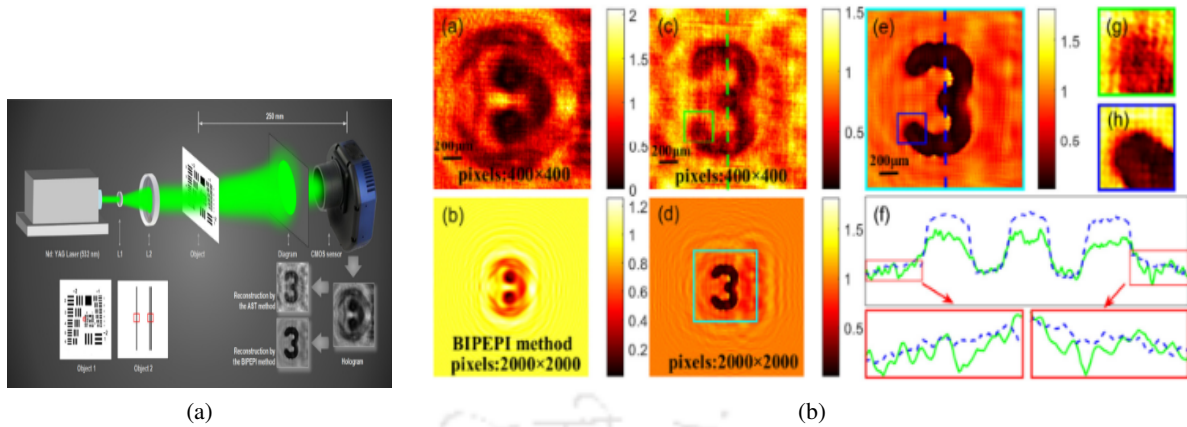 250 mm
Nd: YAG Laser (532 nm)
L1
L2
Object
Diagram
CMOS sensor
Reconstruction by
the AST method
Reconstruction by
the BIPEPI method
Hologram
Object 1
Object 2
(a)
(a)
200μm
pixels:400×400
2
1.5
1
0.5
0
(c)
200μm
pixels:400×400
1.5
1
0.5
(e)
200μm
1.5
1
0.5
(g)
(h)
(b)
BIPEPI method
pixels:2000×2000
1.2
1
0.8
0.6
0.4
0.2
(d)
pixels:2000×2000
1.5
1
0.5
(f)
(b)